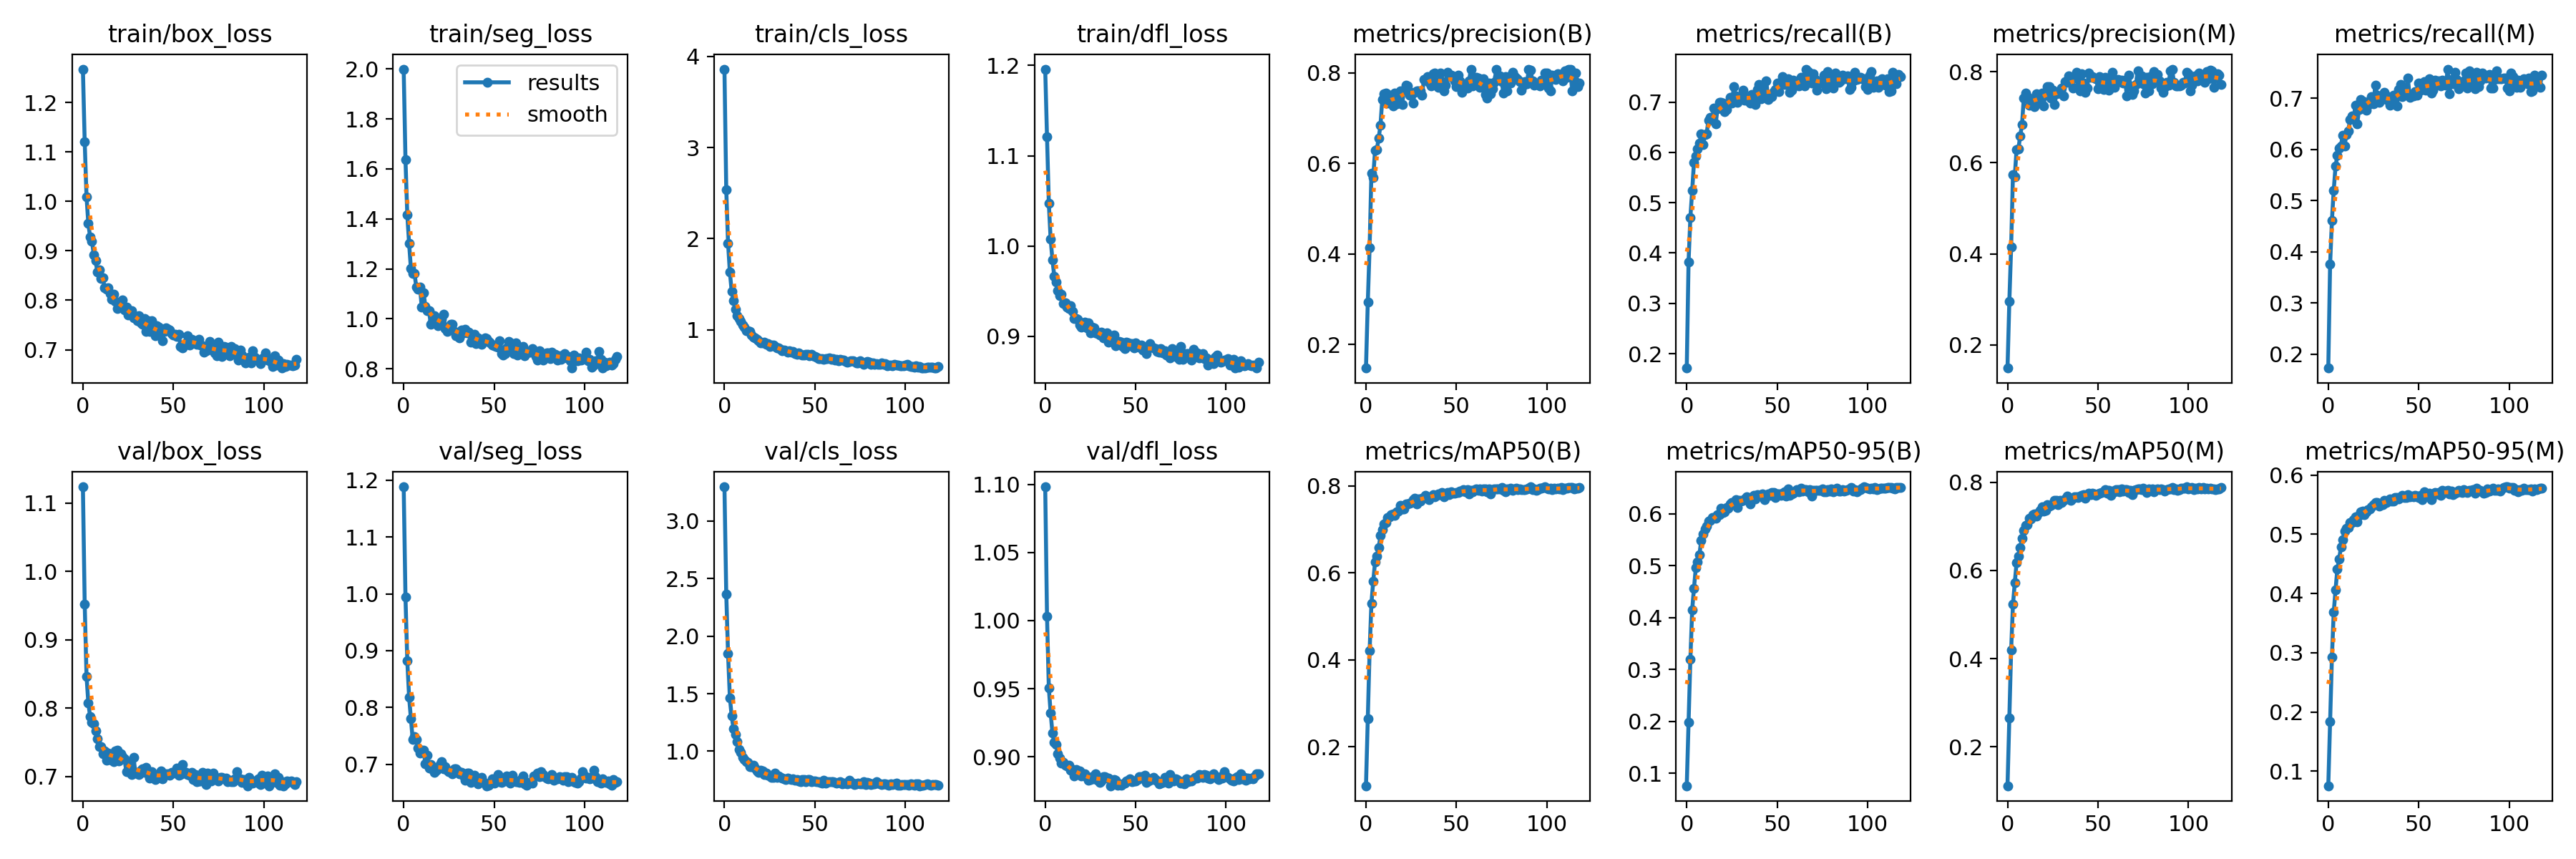 train/box_loss
1.2
1.1
1.0
0.9
0.8
0.7
0 50 100
train/seg_loss
results
smooth
2.0
1.8
1.6
1.4
1.2
1.0
0.8
0 50 100
train/cls_loss
4
3
2
1
0 50 100
train/dfl_loss
1.2
1.1
1.0
0.9
0 50 100
metrics/precision(B)
0.8
0.6
0.4
0.2
0 50 100
metrics/recall(B)
0.7
0.6
0.5
0.4
0.3
0.2
0 50 100
metrics/precision(M)
0.8
0.6
0.4
0.2
0 50 100
metrics/recall(M)
0.7
0.6
0.5
0.4
0.3
0.2
0 50 100
val/box_loss
1.1
1.0
0.9
0.8
0.7
0 50 100
val/seg_loss
1.2
1.1
1.0
0.9
0.8
0.7
0 50 100
val/cls_loss
3.0
2.5
2.0
1.5
1.0
0 50 100
val/dfl_loss
1.10
1.05
1.00
0.95
0.90
0 50 100
metrics/mAP50(B)
0.8
0.6
0.4
0.2
0 50 100
metrics/mAP50-95(B)
0.6
0.5
0.4
0.3
0.2
0.1
0 50 100
metrics/mAP50(M)
0.8
0.6
0.4
0.2
0 50 100
metrics/mAP50-95(M)
0.6
0.5
0.4
0.3
0.2
0.1
0 50 100